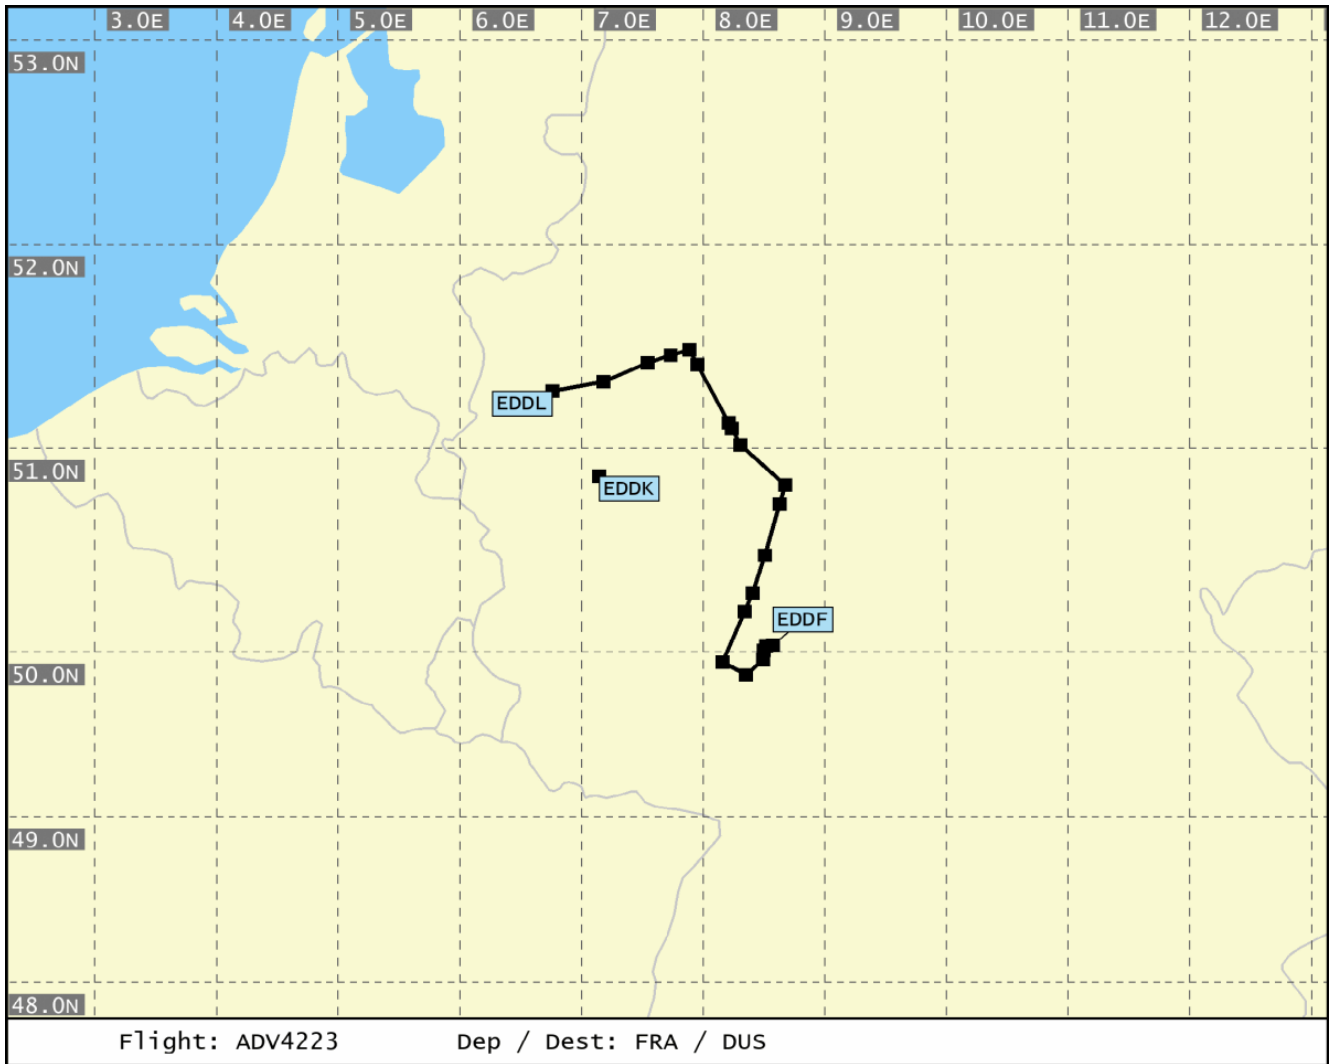 3.0E 4.0E 5.0E 6.0E 7.0E 8.0E 9.0E 10.0E 11.0E 12.0E
53.0N
52.0N
EDDL
51.0N
EDDK
EDDF
50.0N
49.0N
48.0N
Flight: ADV4223 Dep / Dest: FRA / DUS